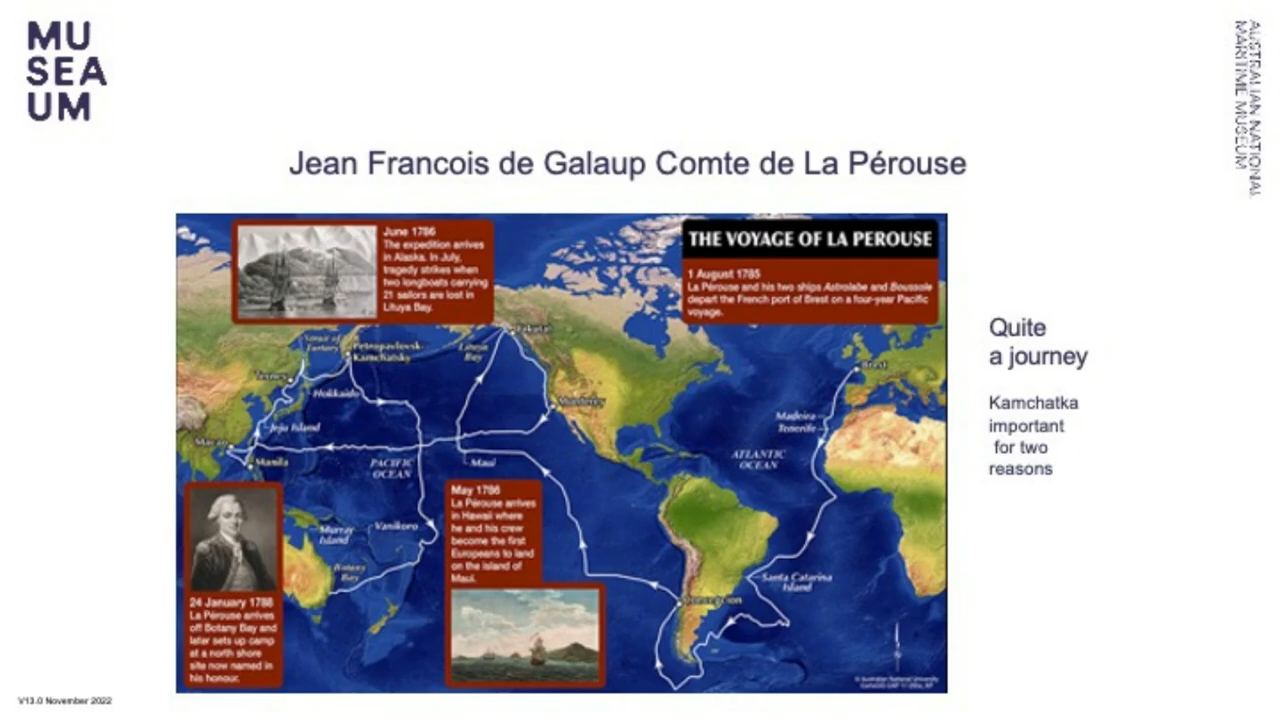 MU
SEA
UM
AUSTRALIAN NATIONAL
MARITIME MUSEUM
Jean Francois de Galaup Comte de La Pérouse
June 1786
The expedition arrives
in Alaska. In July,
tragedy strikes when
two longboats carrying
21 sailors are lost in
Lituya Bay.
THE VOYAGE OF LA PEROUSE
1 August 1785
La Pérouse and his two ships Astrolabe and Boussole
depart the French port of Brest on a four-year Pacific
voyage.
Yakutat
Petropavlovsk-
Kamchatsky
Lituya
Bay
Brest
Hokkaido
Monterey
Madeira
Tenerife
Jeju Island
Macao
Manila
PACIFIC
OCEAN
Maui
ATLANTIC
OCEAN
May 1786
La Pérouse arrives
in Hawaii where
he and his crew
become the first
Europeans to land
on the island of
Maui.
Murray
Island
Vanikoro
Botany
Bay
Santa Catarina
Island
Concepcion
24 January 1788
La Pérouse arrives
off Botany Bay and
later sets up camp
at a north shore
site now named in
his honour.
Quite
a journey
Kamchatka
important
for two
reasons
© Australian National University
V13.0 November 2022